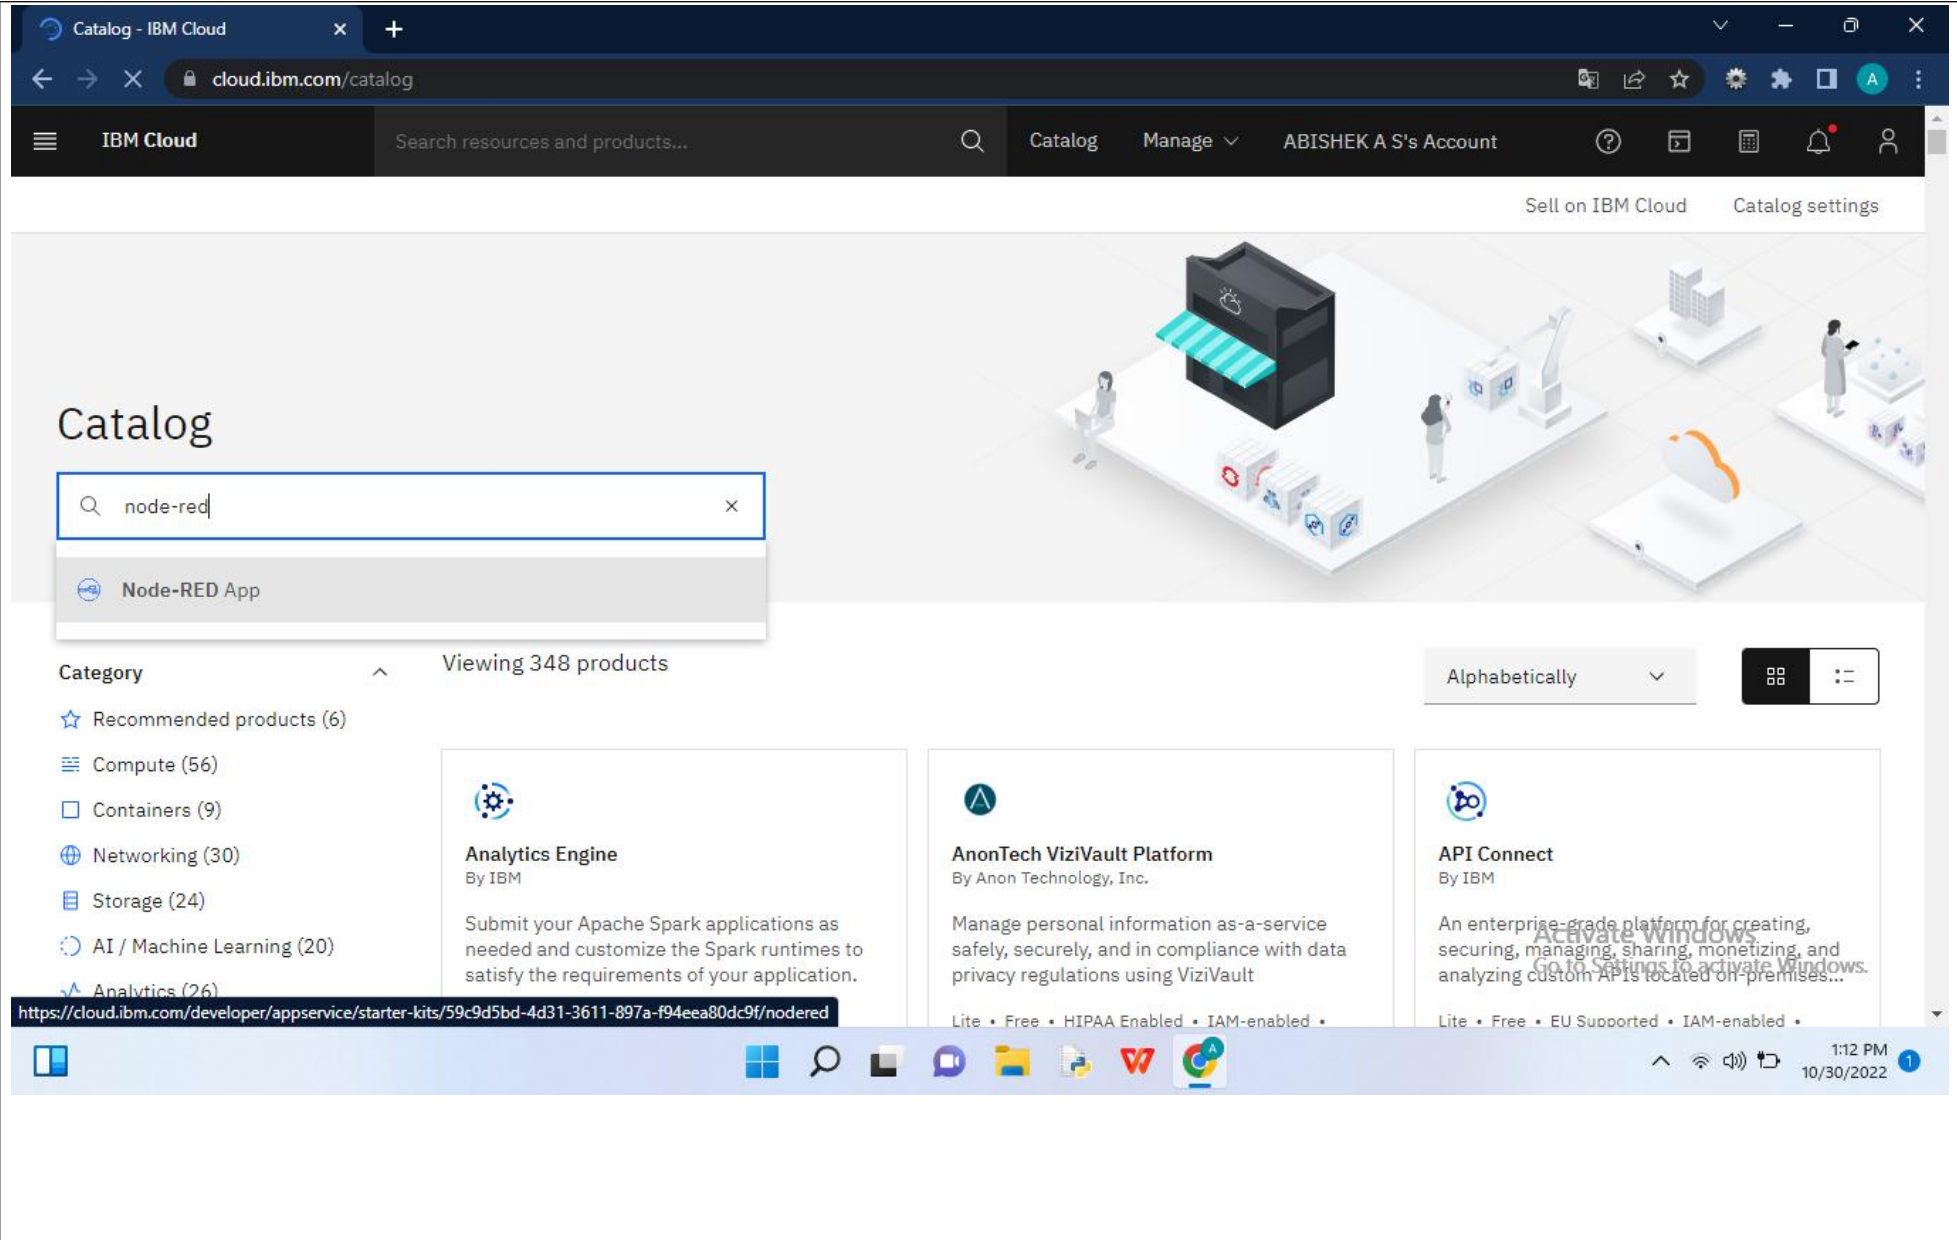 Catalog - IBM Cloud
cloud.ibm.com/catalog
A
IBM Cloud
Search resources and products...
Catalog
Manage
ABISHEK A S's Account
Sell on IBM Cloud
Catalog settings
Catalog
node-red
Node-RED App
Category
Viewing 348 products
Alphabetically
Recommended products (6)
Compute (56)
Containers (9)
Networking (30)
Storage (24)
AI / Machine Learning (20)
Analytics (26)
Analytics Engine
By IBM
Submit your Apache Spark applications as
needed and customize the Spark runtimes to
satisfy the requirements of your application.
AnonTech ViziVault Platform
By Anon Technology, Inc.
Manage personal information as-a-service
safely, securely, and in compliance with data
privacy regulations using ViziVault
Lite • Free • HIPAA Enabled • IAM-enabled •
API Connect
By IBM
An enterprise-grade platform for creating,
securing, managing, sharing, monetizing, and
analyzing custom APIs located on-premises...
Lite • Free • EU Supported • IAM-enabled •
Activate Windows
Go to Settings to activate Windows.
https://cloud.ibm.com/developer/appservice/starter-kits/59c9d5bd-4d31-3611-897a-f94eea80dc9f/nodered
A
1:12 PM
10/30/2022
1